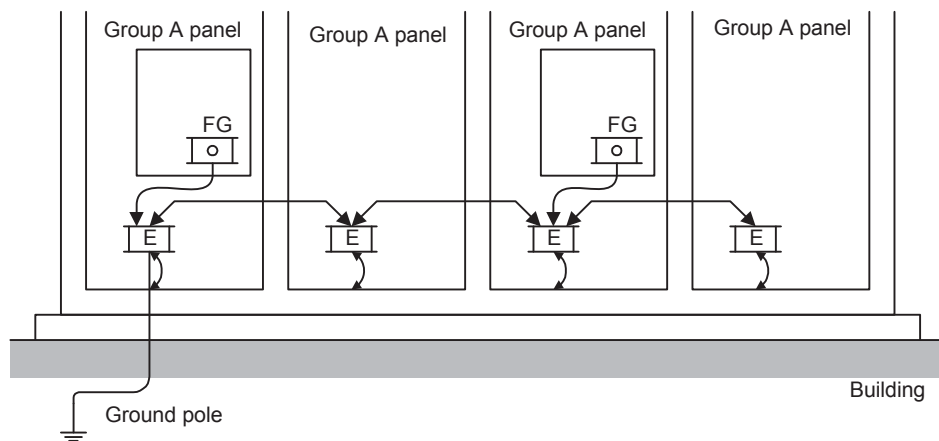 Group A panel
Group A panel
Group A panel
Group A panel
FG
FG
E
E
E
E
Building
Ground pole